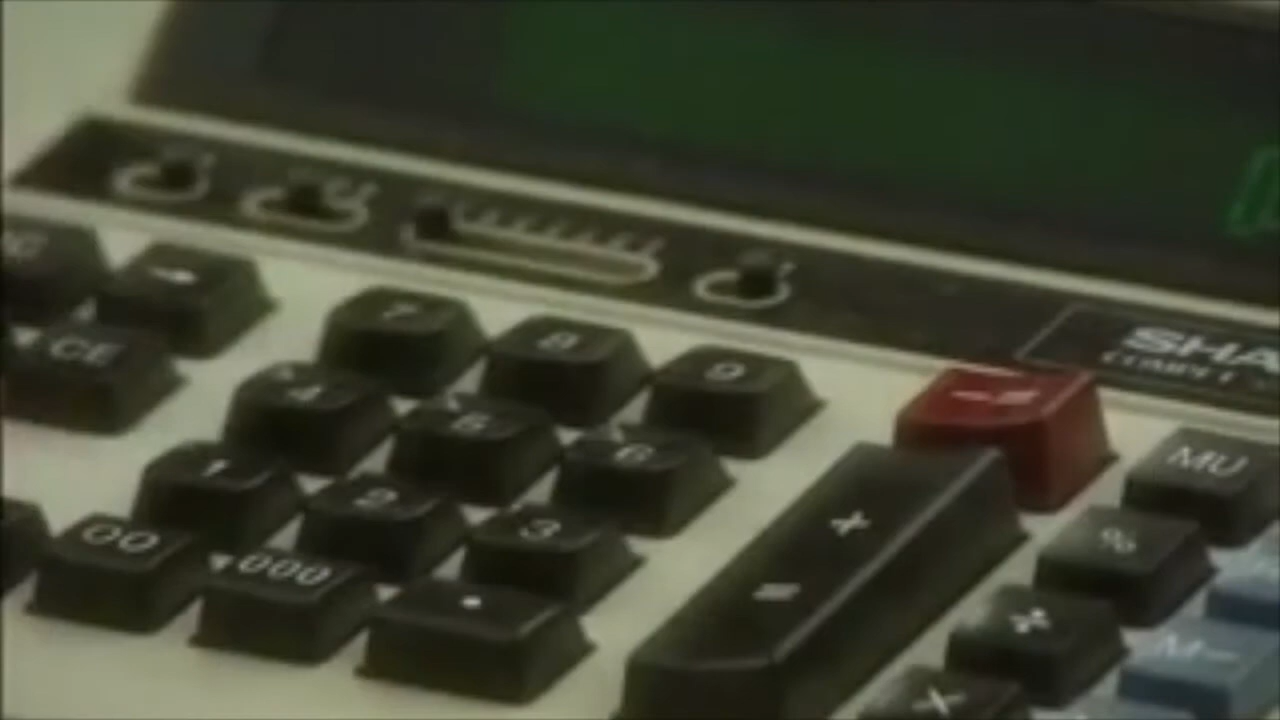 SHA
7 8 9
MU
CE 4 5 6 + %
1 2 3 = ÷
00 000 • M−
×